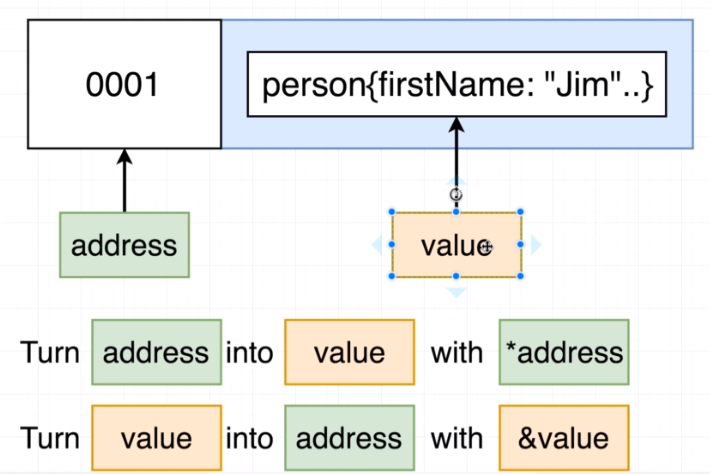 0001 person{firstName: "Jim"..}
address value
Turn address into value with *address
Turn value into address with &value